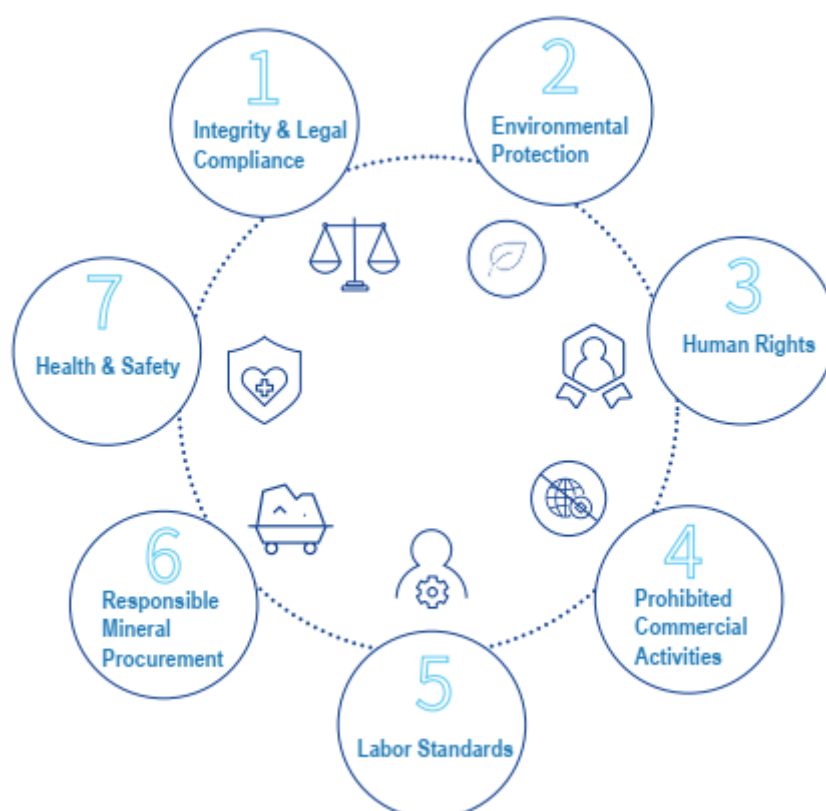 1
Integrity & Legal
Compliance
2
Environmental
Protection
3
Human Rights
4
Prohibited
Commercial
Activities
5
Labor Standards
6
Responsible
Mineral
Procurement
7
Health & Safety